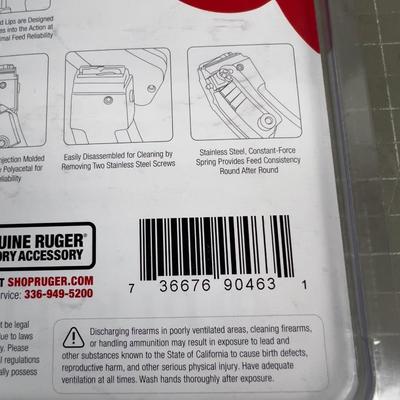 d Lips are Designed
es into the Action at
imal Feed Reliability
njection Molded
y Polyacetal for
eliability
Easily Disassembled for Cleaning by
Removing Two Stainless Steel Screws
Stainless Steel, Constant-Force
Spring Provides Feed Consistency
Round After Round
UINE RUGER®
ORY ACCESSORY
T SHOPRUGER.COM
ervice: 336-949-5200
7 36676 90463 1
t be legal
ue to laws
. Please
al regulations
ally possess
Discharging firearms in poorly ventilated areas, cleaning firearms,
or handling ammunition may result in exposure to lead and
other substances known to the State of California to cause birth defects,
reproductive harm, and other serious physical injury. Have adequate
ventilation at all times. Wash hands thoroughly after exposure.